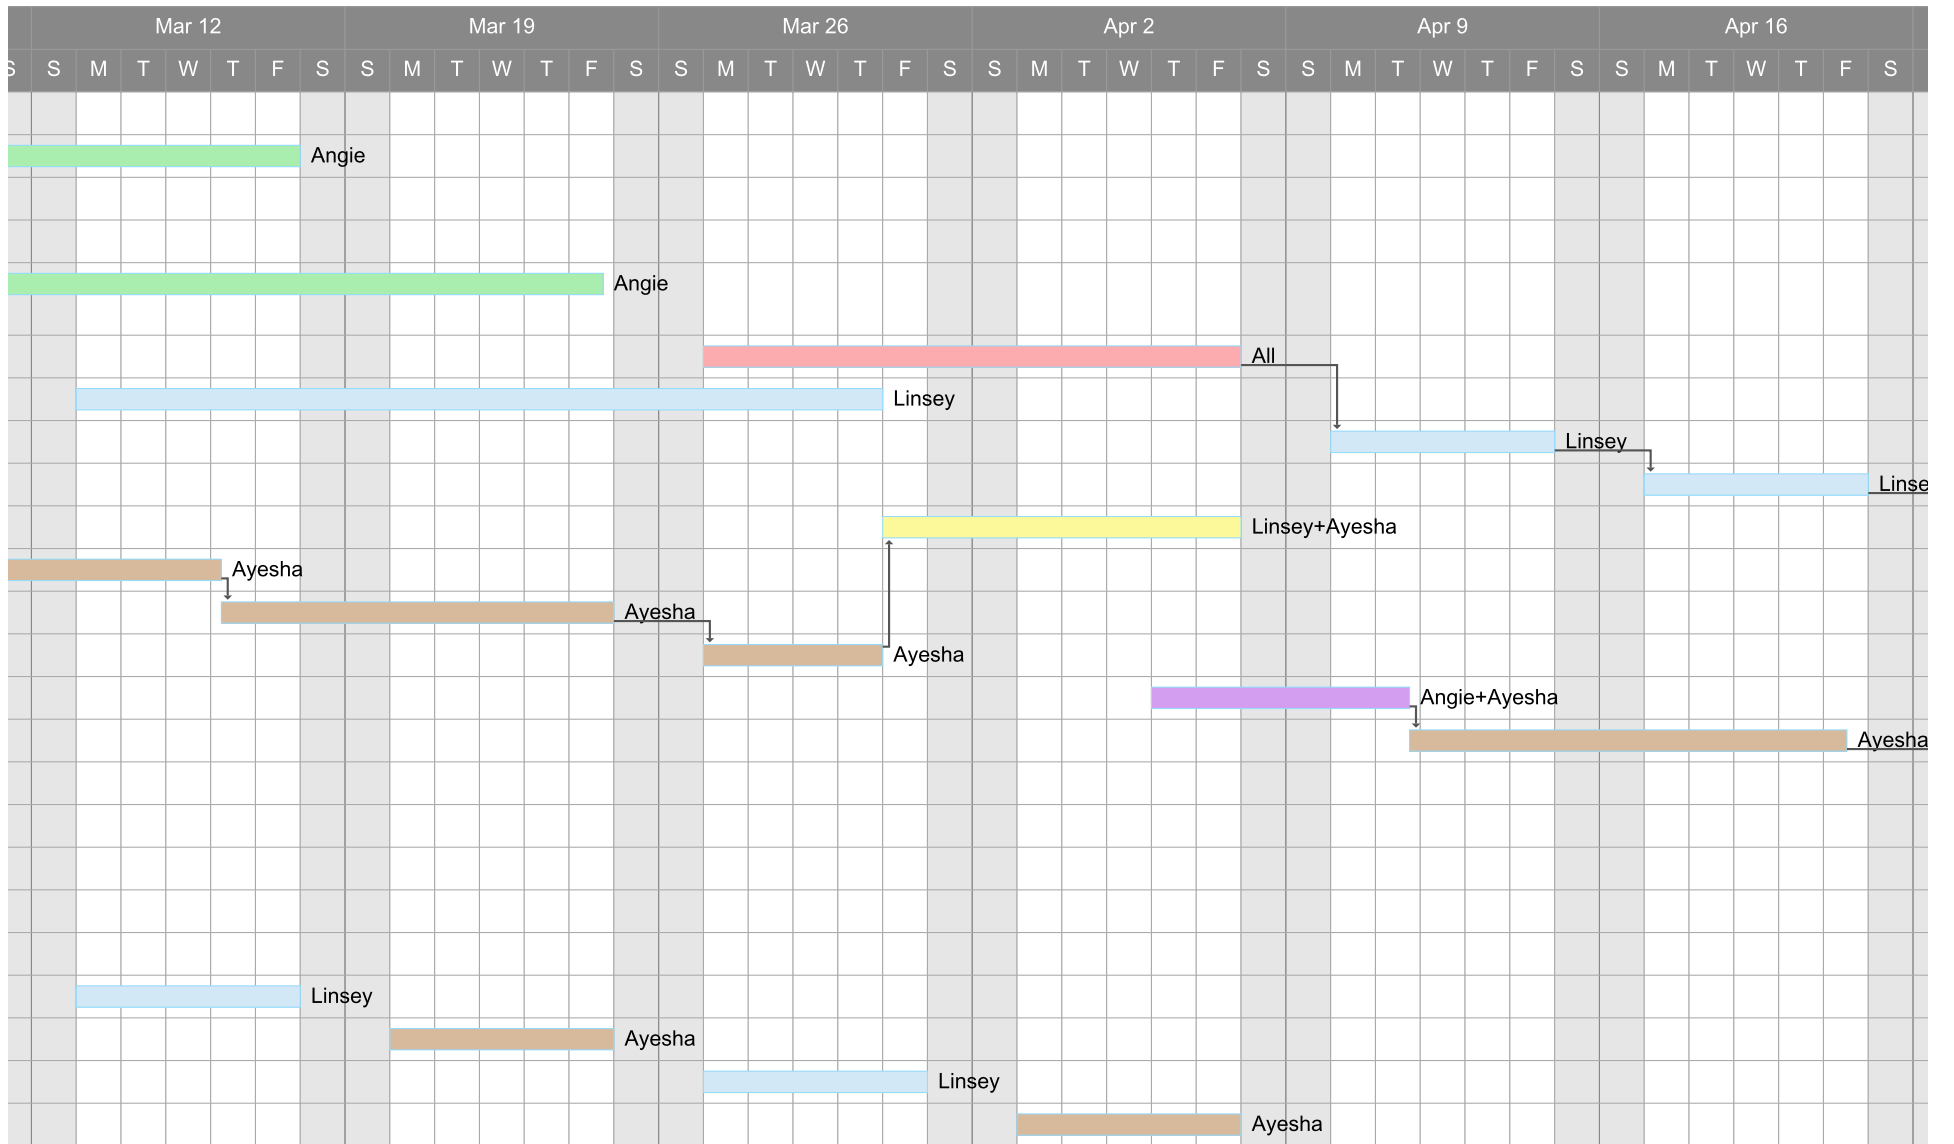 Mar 12 Mar 19 Mar 26 Apr 2 Apr 9 Apr 16
S S M T W T F S S M T W T F S S M T W T F S S M T W T F S S M T W T F S S M T W T F S
Angie
Angie
All
Linsey
Linsey
Linse
Linsey+Ayesha
Ayesha
Ayesha
Ayesha
Angie+Ayesha
Ayesha
Linsey
Ayesha
Linsey
Ayesha